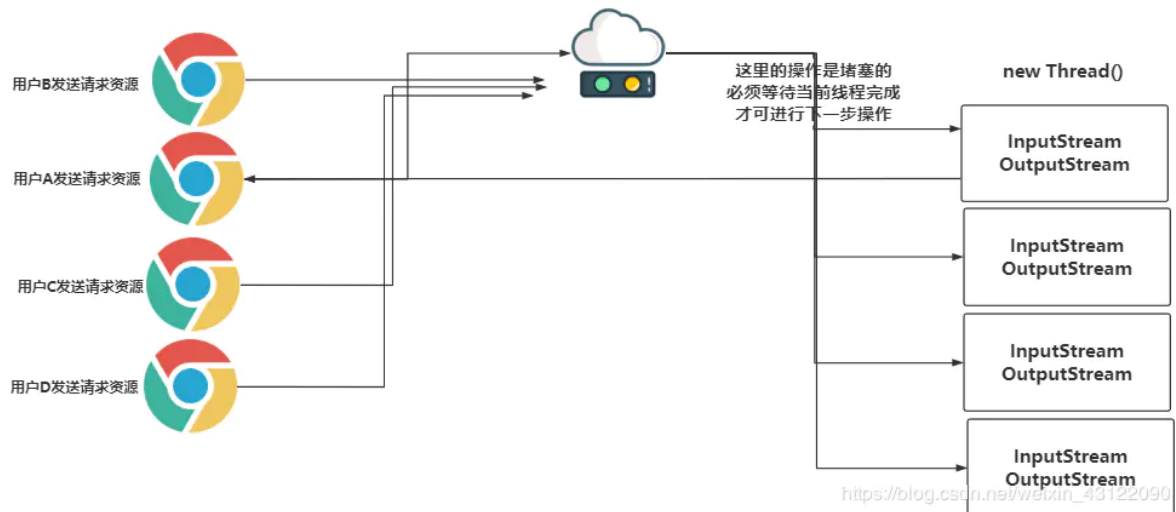 用户B发送请求资源
用户A发送请求资源
用户C发送请求资源
用户D发送请求资源
这里的操作是堵塞的
必须等待当前线程完成
才可进行下一步操作
new Thread()
InputStream
OutputStream
InputStream
OutputStream
InputStream
OutputStream
InputStream
OutputStream
https://blog.csdn.net/weixin_43122090